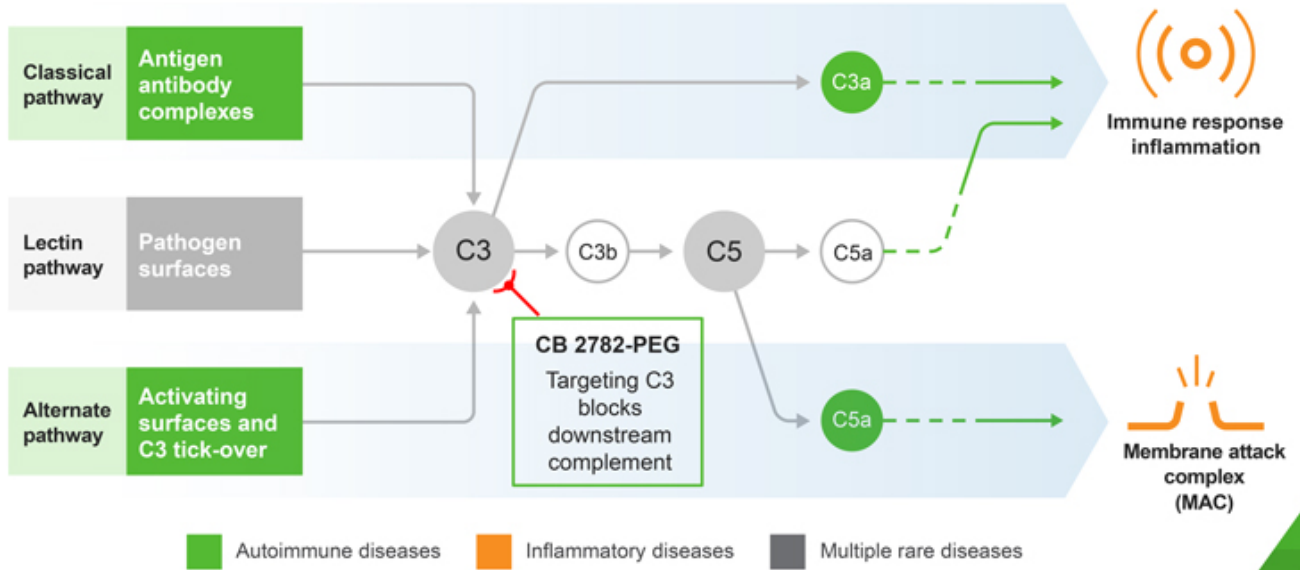 Classical
pathway
Antigen
antibody
complexes
C3a
Immune response
inflammation
Lectin
pathway
Pathogen
surfaces
C3
C3b
C5
C5a
CB 2782-PEG
Targeting C3
blocks
downstream
complement
Alternate
pathway
Activating
surfaces and
C3 tick-over
C5a
Membrane attack
complex
(MAC)
Autoimmune diseases
Inflammatory diseases
Multiple rare diseases